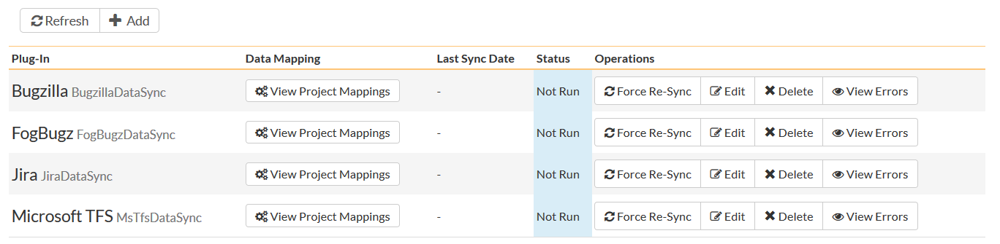 Refresh Add
Plug-In Data Mapping Last Sync Date Status Operations
Bugzilla BugzillaDataSync View Project Mappings - Not Run Force Re-Sync Edit Delete View Errors
FogBugz FogBugzDataSync View Project Mappings - Not Run Force Re-Sync Edit Delete View Errors
Jira JiraDataSync View Project Mappings - Not Run Force Re-Sync Edit Delete View Errors
Microsoft TFS MsTfsDataSync View Project Mappings - Not Run Force Re-Sync Edit Delete View Errors